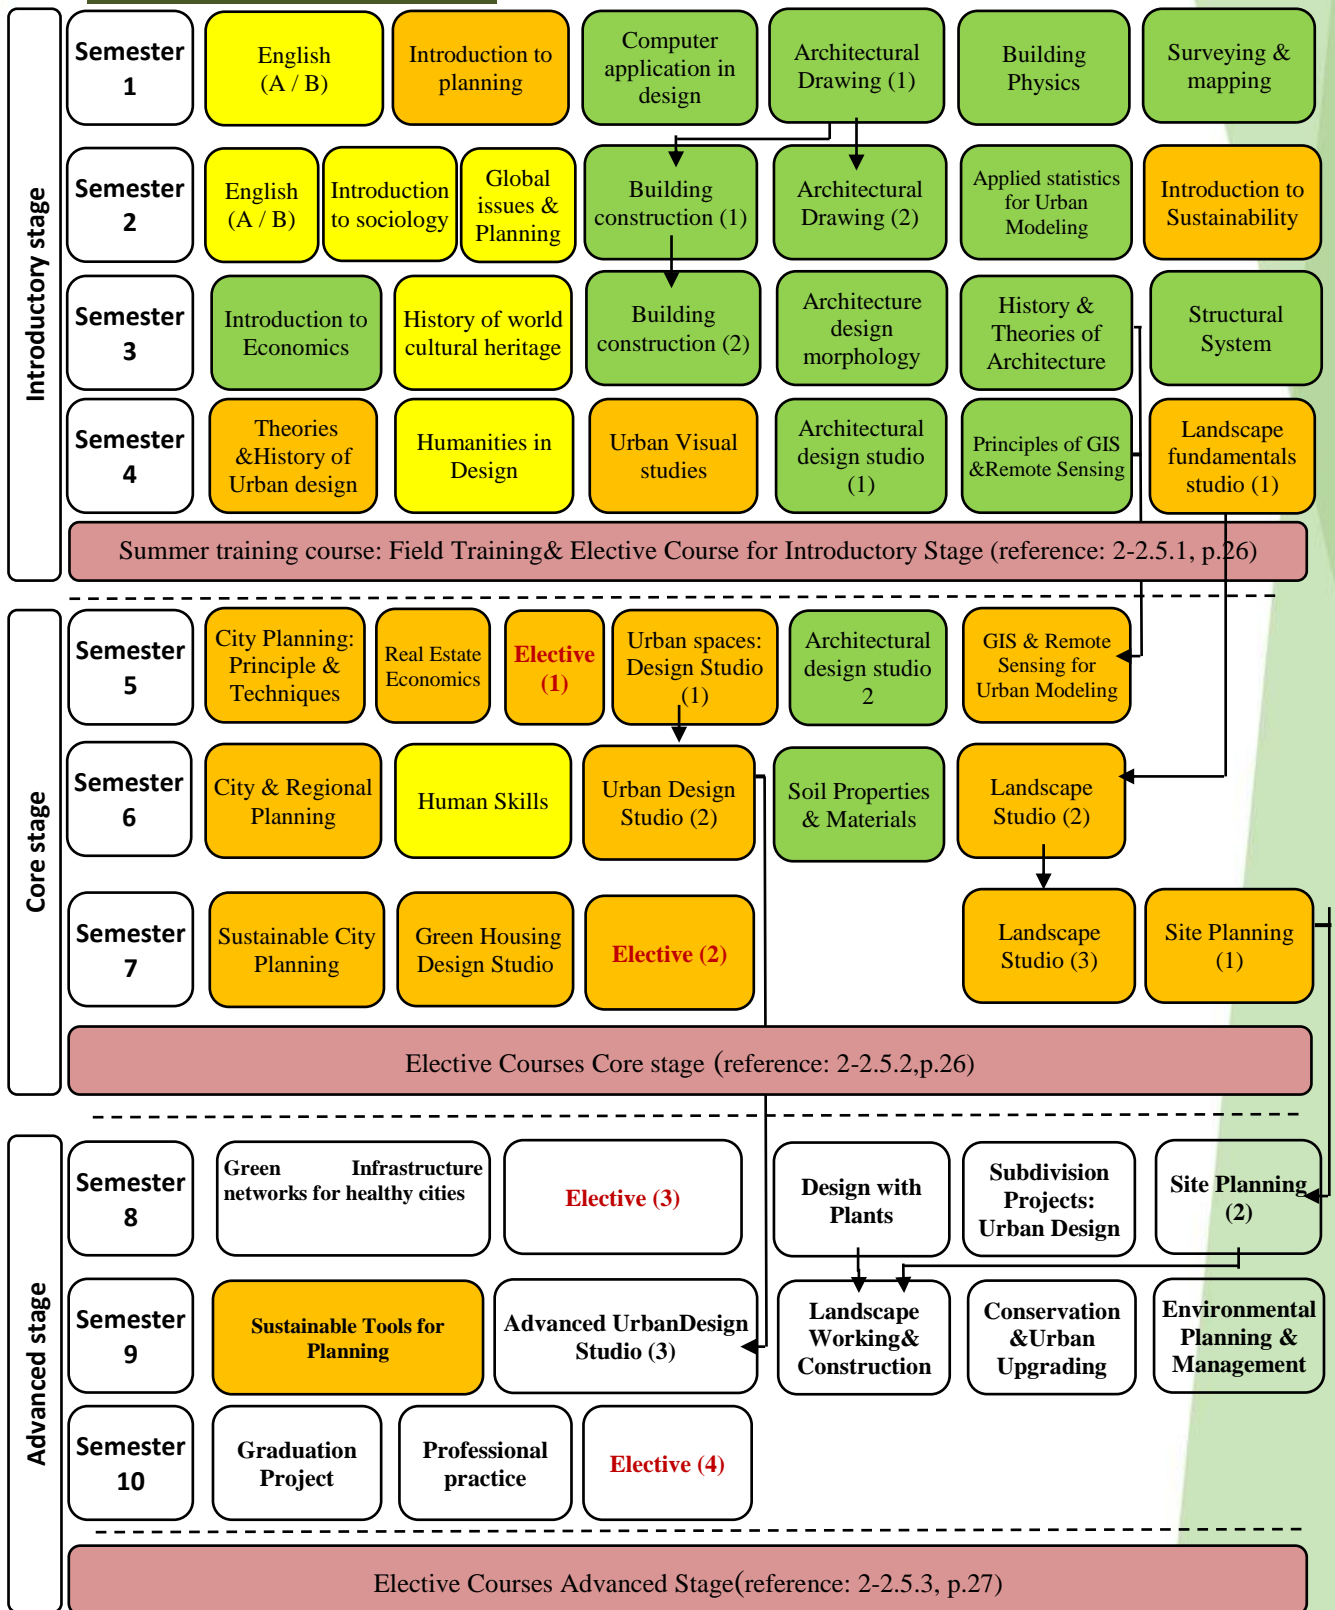 Introductory stage
Semester
1
English
(A / B)
Introduction to
planning
Computer
application in
design
Architectural
Drawing (1)
Building
Physics
Surveying &
mapping
Semester
2
English
(A / B)
Introduction
to sociology
Global
issues &
Planning
Building
construction (1)
Architectural
Drawing (2)
Applied statistics
for Urban
Modeling
Introduction to
Sustainability
Semester
3
Introduction to
Economics
History of world
cultural heritage
Building
construction (2)
Architecture
design
morphology
History &
Theories of
Architecture
Structural
System
Semester
4
Theories
&History of
Urban design
Humanities in
Design
Urban Visual
studies
Architectural
design studio
(1)
Principles of GIS
&Remote Sensing
Landscape
fundamentals
studio (1)
Summer training course: Field Training& Elective Course for Introductory Stage (reference: 2-2.5.1, p.26)
Core stage
Semester
5
City Planning:
Principle &
Techniques
Real Estate
Economics
Elective
(1)
Urban spaces:
Design Studio
(1)
Architectural
design studio
2
GIS & Remote
Sensing for
Urban Modeling
Semester
6
City & Regional
Planning
Human Skills
Urban Design
Studio (2)
Soil Properties
& Materials
Landscape
Studio (2)
Semester
7
Sustainable City
Planning
Green Housing
Design Studio
Elective (2)
Landscape
Studio (3)
Site Planning
(1)
Elective Courses Core stage (reference: 2-2.5.2,p.26)
Advanced stage
Semester
8
Green Infrastructure
networks for healthy cities
Elective (3)
Design with
Plants
Subdivision
Projects:
Urban Design
Site Planning
(2)
Semester
9
Sustainable Tools for
Planning
Advanced UrbanDesign
Studio (3)
Landscape
Working&
Construction
Conservation
&Urban
Upgrading
Environmental
Planning &
Management
Semester
10
Graduation
Project
Professional
practice
Elective (4)
Elective Courses Advanced Stage(reference: 2-2.5.3, p.27)